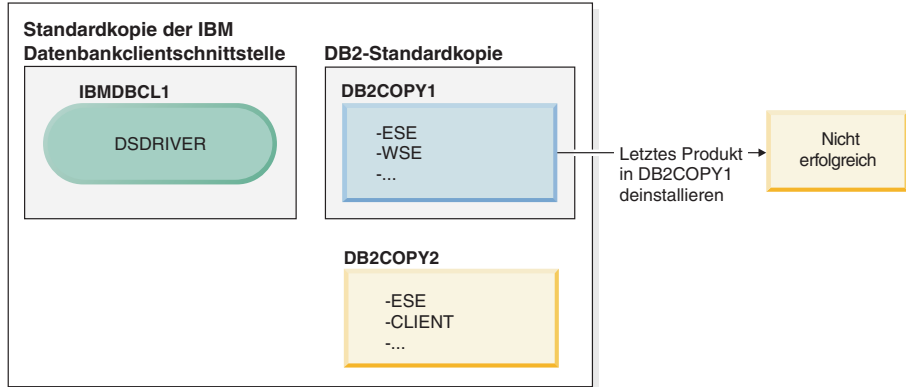 Standardkopie der IBM
Datenbankclientschnittstelle
IBMDBCL1
DSDRIVER
DB2-Standardkopie
DB2COPY1
-ESE
-WSE
-...
Letztes Produkt
in DB2COPY1
deinstallieren
Nicht
erfolgreich
DB2COPY2
-ESE
-CLIENT
-...